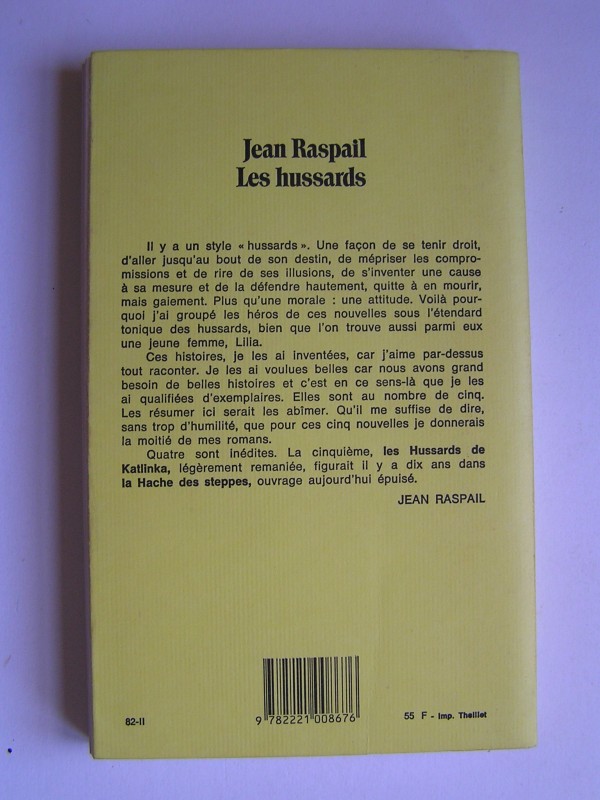 Jean Raspail
Les hussards
Il y a un style « hussards ». Une façon de se tenir droit,
d'aller jusqu'au bout de son destin, de mépriser les compro-
missions et de rire de ses illusions, de s'inventer une cause
à sa mesure et de la défendre hautement, quitte à en mourir,
mais gaiement. Plus qu'une morale : une attitude. Voilà pour-
quoi j'ai groupé les héros de ces nouvelles sous l'étendard
tonique des hussards, bien que l'on trouve aussi parmi eux
une jeune femme, Lilia.
Ces histoires, je les ai inventées, car j'aime par-dessus
tout raconter. Je les ai voulues belles car nous avons grand
besoin de belles histoires et c'est en ce sens-là que je les
ai qualifiées d'exemplaires. Elles sont au nombre de cinq.
Les résumer ici serait les abîmer. Qu'il me suffise de dire,
sans trop d'humilité, que pour ces cinq nouvelles je donnerais
la moitié de mes romans.
Quatre sont inédites. La cinquième, les Hussards de
Katlinka, légèrement remaniée, figurait il y a dix ans dans
la Hache des steppes, ouvrage aujourd'hui épuisé.
JEAN RASPAIL
82-II
9 782221 008676
55 F - Imp. Theillet